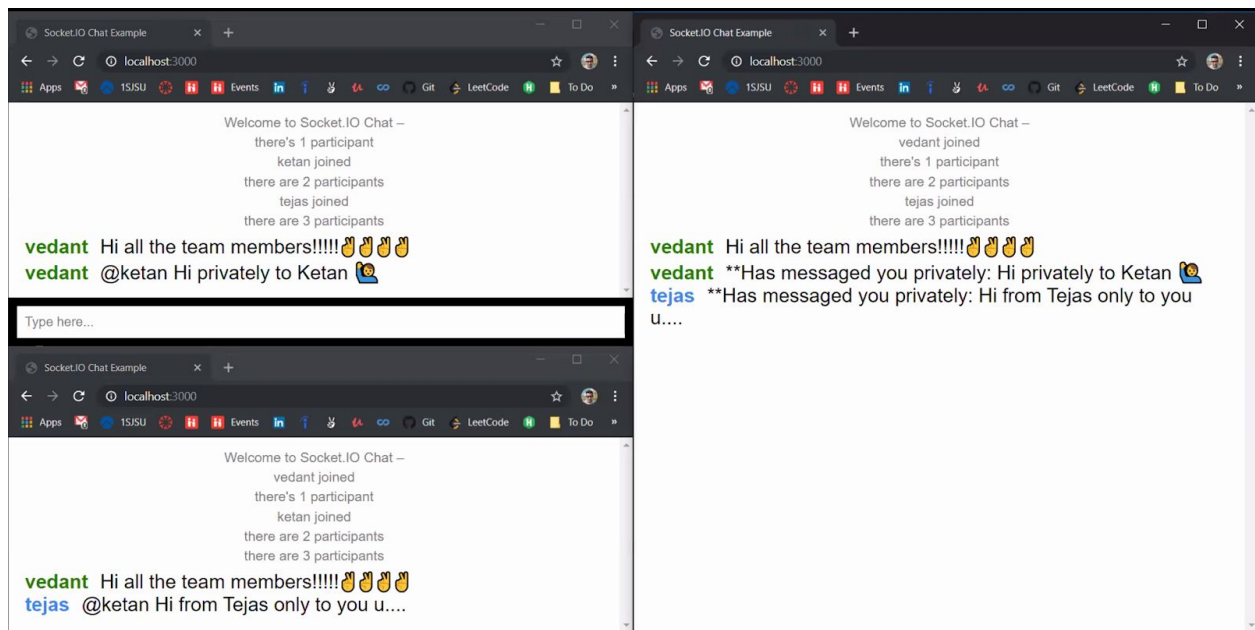 Socket.IO Chat Example
localhost:3000
Apps 1SJSU Events Git LeetCode To Do »
Welcome to Socket.IO Chat –
there's 1 participant
ketan joined
there are 2 participants
tejas joined
there are 3 participants
vedant Hi all the team members!!!!!✌✌✌✌
vedant @ketan Hi privately to Ketan 🙋
Type here...
Socket.IO Chat Example
localhost:3000
Apps 1SJSU Events Git LeetCode To Do »
Welcome to Socket.IO Chat –
vedant joined
there's 1 participant
ketan joined
there are 2 participants
there are 3 participants
vedant Hi all the team members!!!!!✌✌✌✌
tejas @ketan Hi from Tejas only to you u....
Socket.IO Chat Example
localhost:3000
Apps 1SJSU Events Git LeetCode To Do »
Welcome to Socket.IO Chat –
vedant joined
there's 1 participant
there are 2 participants
tejas joined
there are 3 participants
vedant Hi all the team members!!!!!✌✌✌✌
vedant **Has messaged you privately: Hi privately to Ketan 🙋
tejas **Has messaged you privately: Hi from Tejas only to you
u....